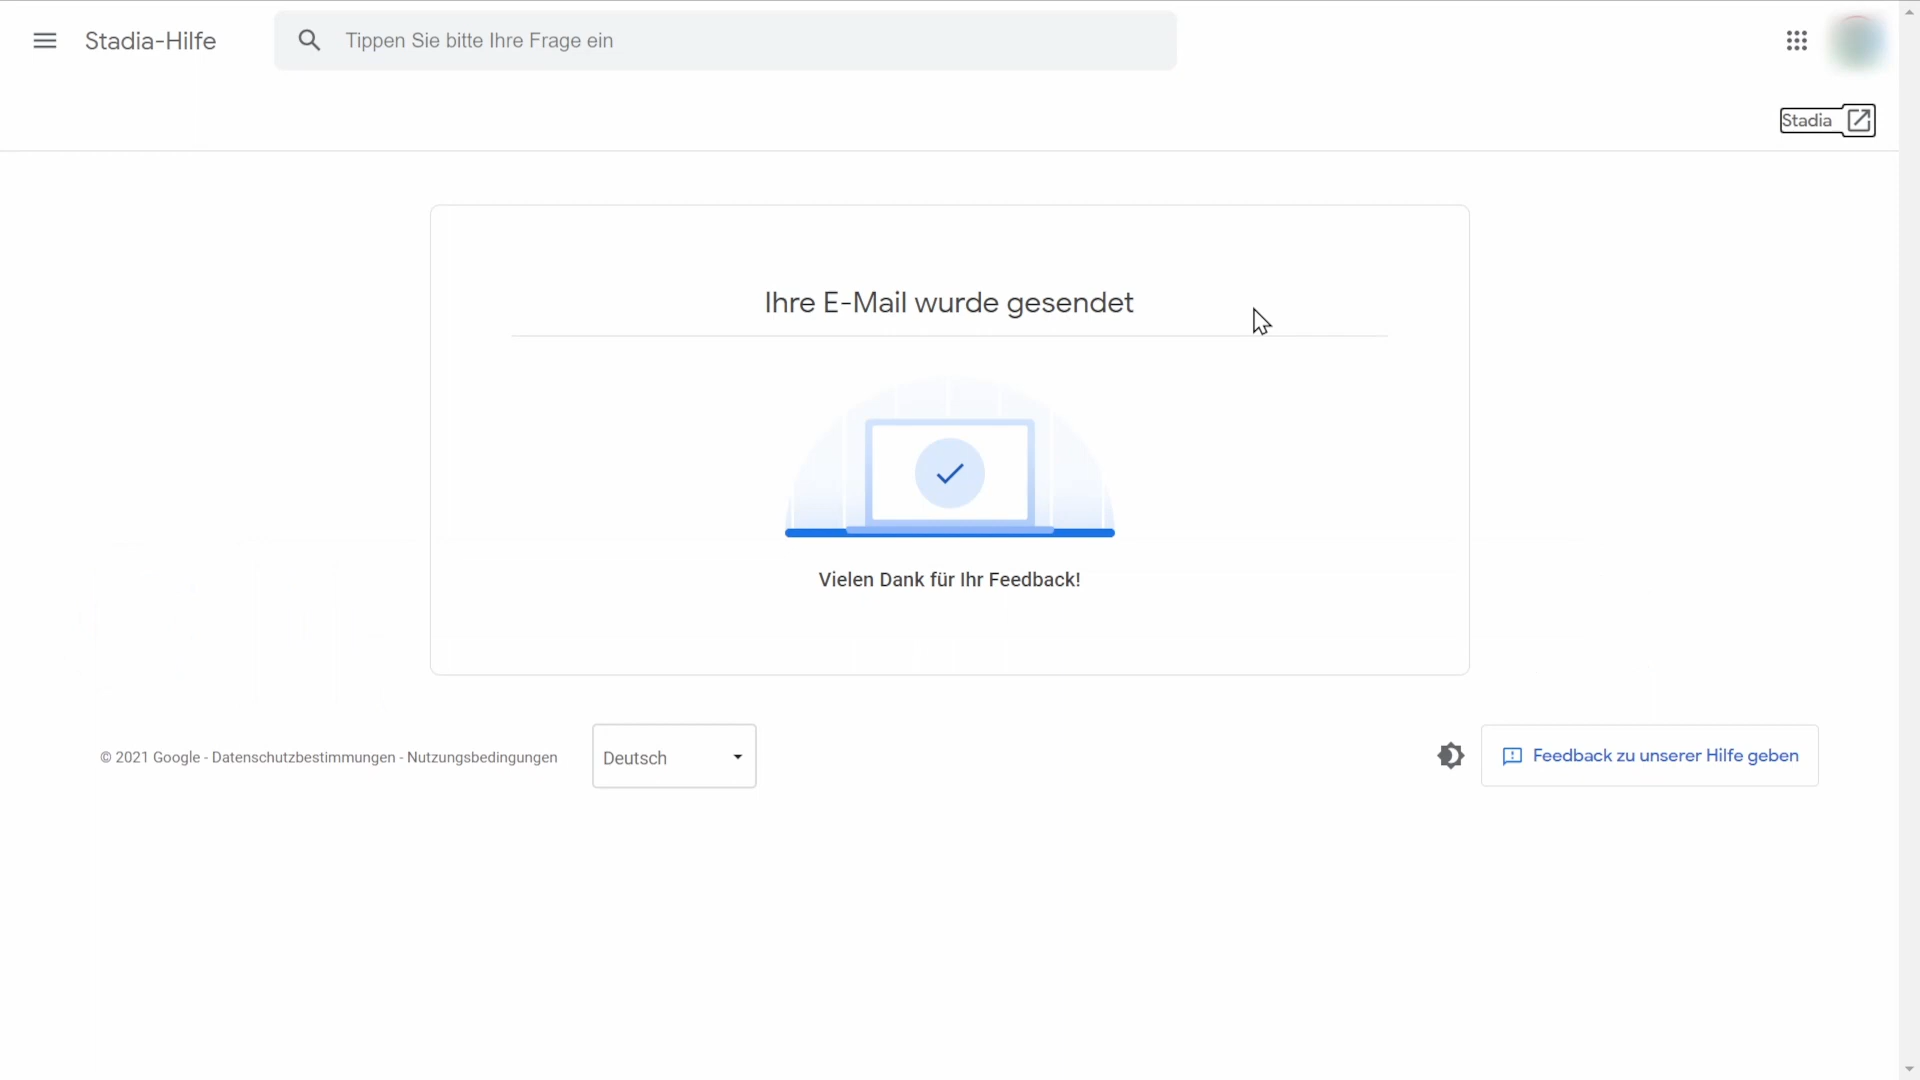 Stadia-Hilfe
Tippen Sie bitte Ihre Frage ein
Stadia
Ihre E-Mail wurde gesendet
Vielen Dank für Ihr Feedback!
© 2021 Google - Datenschutzbestimmungen - Nutzungsbedingungen
Deutsch
Feedback zu unserer Hilfe geben